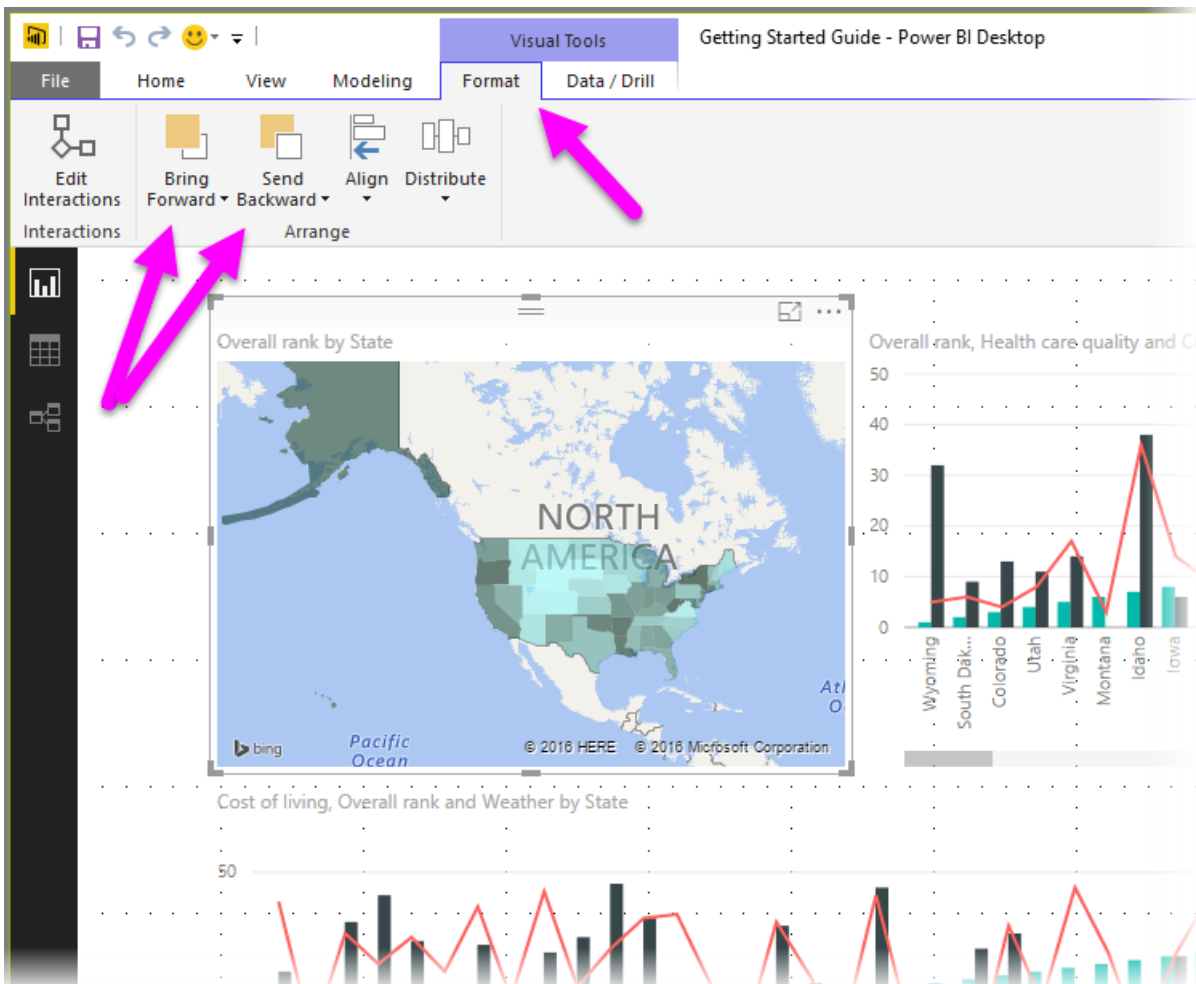 Visual Tools
Getting Started Guide - Power BI Desktop
File Home View Modeling Format Data / Drill
Edit Interactions
Bring Forward
Send Backward
Align
Distribute
Interactions
Arrange
Overall rank by State
NORTH
AMERICA
Pacific
Ocean
bing
© 2016 HERE © 2016 Microsoft Corporation
Overall rank, Health care quality and
50
40
30
20
10
0
Wyoming
South Dak...
Colorado
Utah
Virginia
Montana
Idaho
Iowa
Cost of living, Overall rank and Weather by State
50